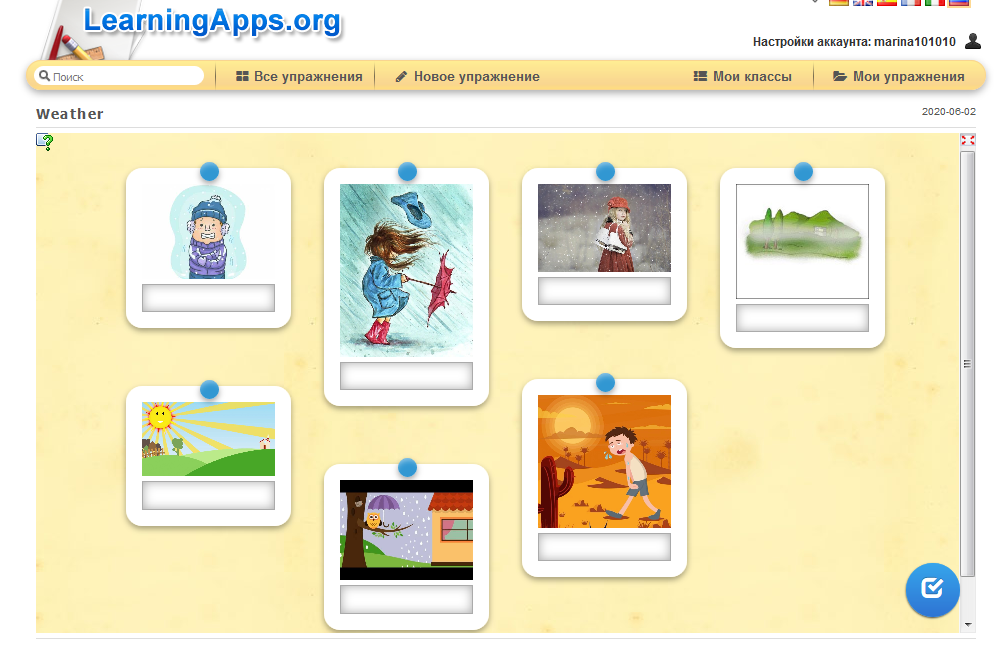 LearningApps.org
Настройки аккаунта: marina101010
Поиск
Все упражнения
Новое упражнение
Мои классы
Мои упражнения
Weather
2020-06-02